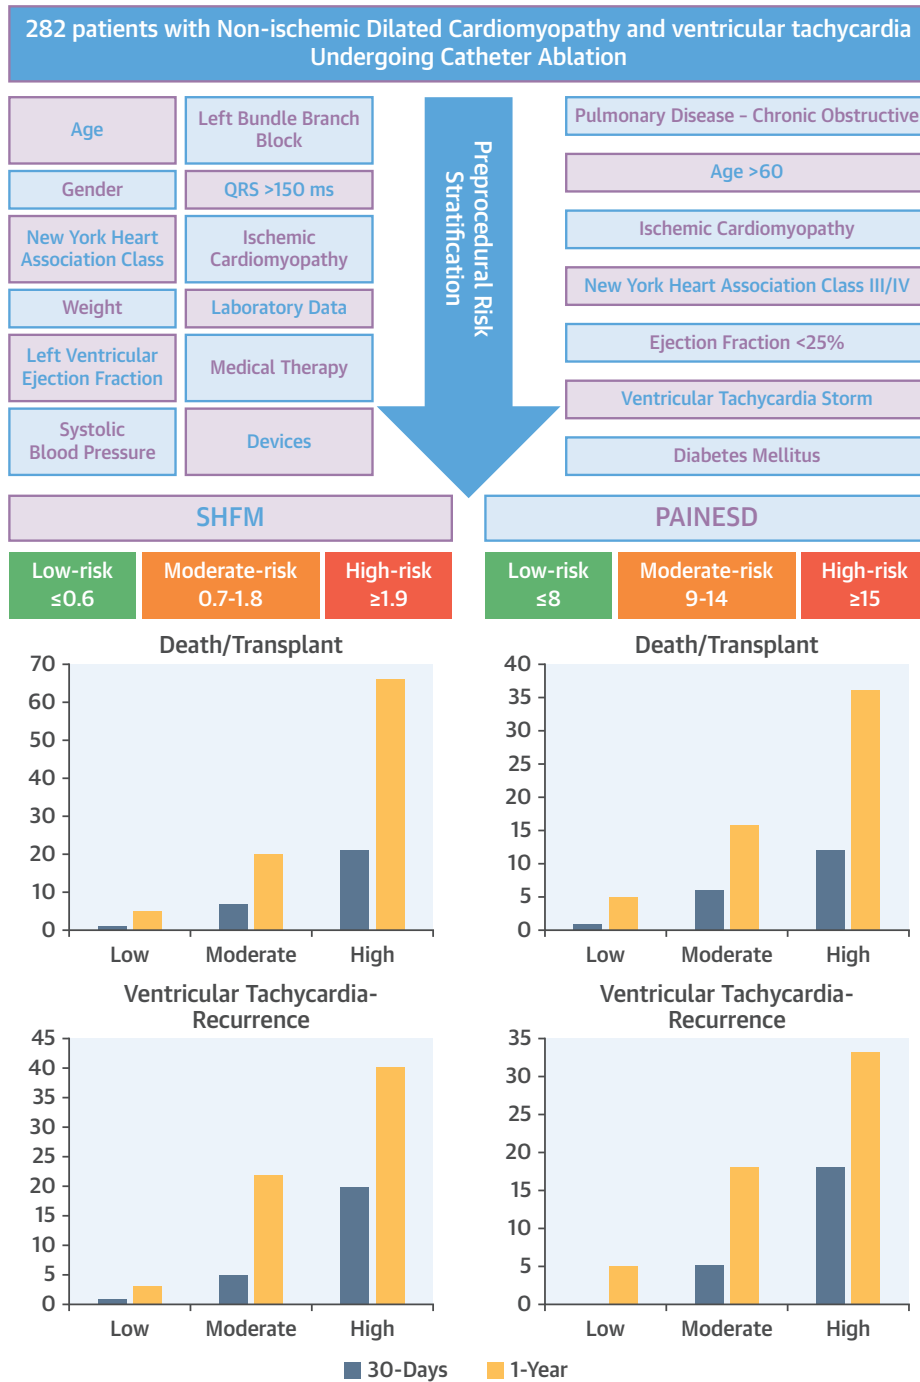 282 patients with Non-ischemic Dilated Cardiomyopathy and ventricular tachycardia
Undergoing Catheter Ablation
Age
Left Bundle Branch
Block
Gender
QRS >150 ms
New York Heart
Association Class
Ischemic
Cardiomyopathy
Weight
Laboratory Data
Left Ventricular
Ejection Fraction
Medical Therapy
Systolic
Blood Pressure
Devices
Preprocedural Risk
Stratification
Pulmonary Disease – Chronic Obstructive
Age >60
Ischemic Cardiomyopathy
New York Heart Association Class III/IV
Ejection Fraction <25%
Ventricular Tachycardia Storm
Diabetes Mellitus
SHFM
Low-risk
≤0.6
Moderate-risk
0.7-1.8
High-risk
≥1.9
PAINESD
Low-risk
≤8
Moderate-risk
9-14
High-risk
≥15
Death/Transplant
70
60
50
40
30
20
10
0
Low Moderate High
Death/Transplant
40
35
30
25
20
15
10
5
0
Low Moderate High
Ventricular Tachycardia-
Recurrence
45
40
35
30
25
20
15
10
5
0
Low Moderate High
Ventricular Tachycardia-
Recurrence
35
30
25
20
15
10
5
0
Low Moderate High
30-Days 1-Year